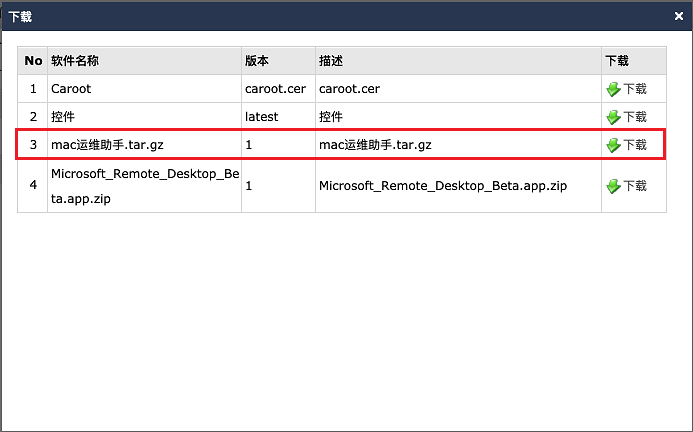 下载
No 软件名称 版本 描述 下载
1 Caroot caroot.cer caroot.cer 下载
2 控件 latest 控件 下载
3 mac运维助手.tar.gz 1 mac运维助手.tar.gz 下载
4 Microsoft_Remote_Desktop_Be
ta.app.zip 1 Microsoft_Remote_Desktop_Beta.app.zip 下载